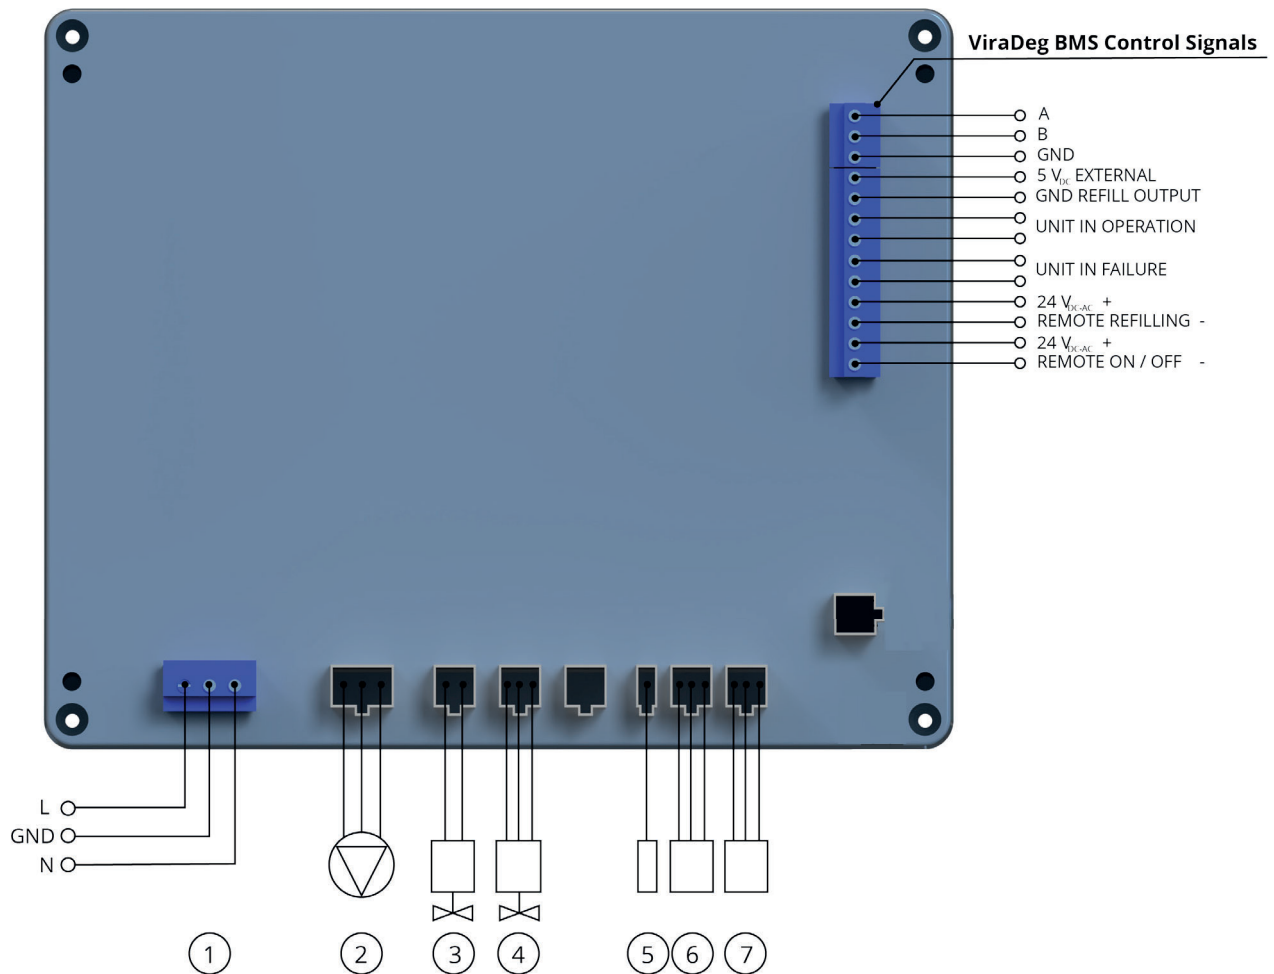 ViraDeg BMS Control Signals
A
B
GND
5 VDC EXTERNAL
GND REFILL OUTPUT
UNIT IN OPERATION
UNIT IN FAILURE
24 VDC-AC +
REMOTE REFILLING -
24 VDC-AC +
REMOTE ON / OFF -
L
GND
N
1 2 3 4 5 6 7